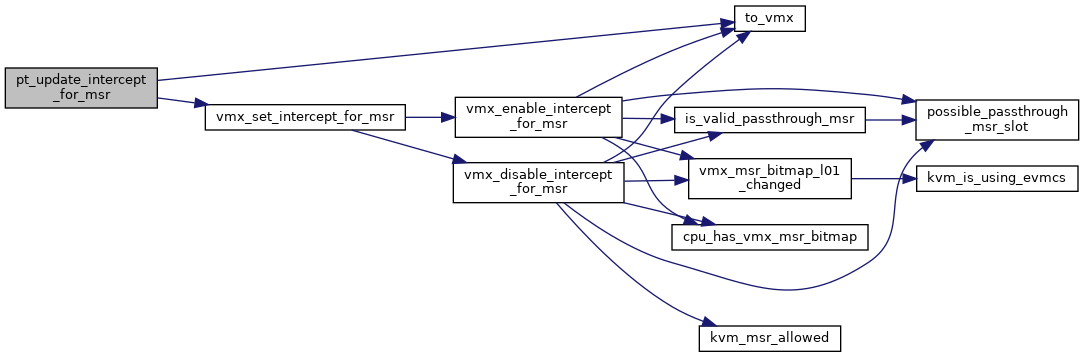 pt_update_intercept
_for_msr
vmx_set_intercept_for_msr
vmx_enable_intercept
_for_msr
vmx_disable_intercept
_for_msr
to_vmx
is_valid_passthrough_msr
vmx_msr_bitmap_l01
_changed
cpu_has_vmx_msr_bitmap
kvm_msr_allowed
possible_passthrough
_msr_slot
kvm_is_using_evmcs